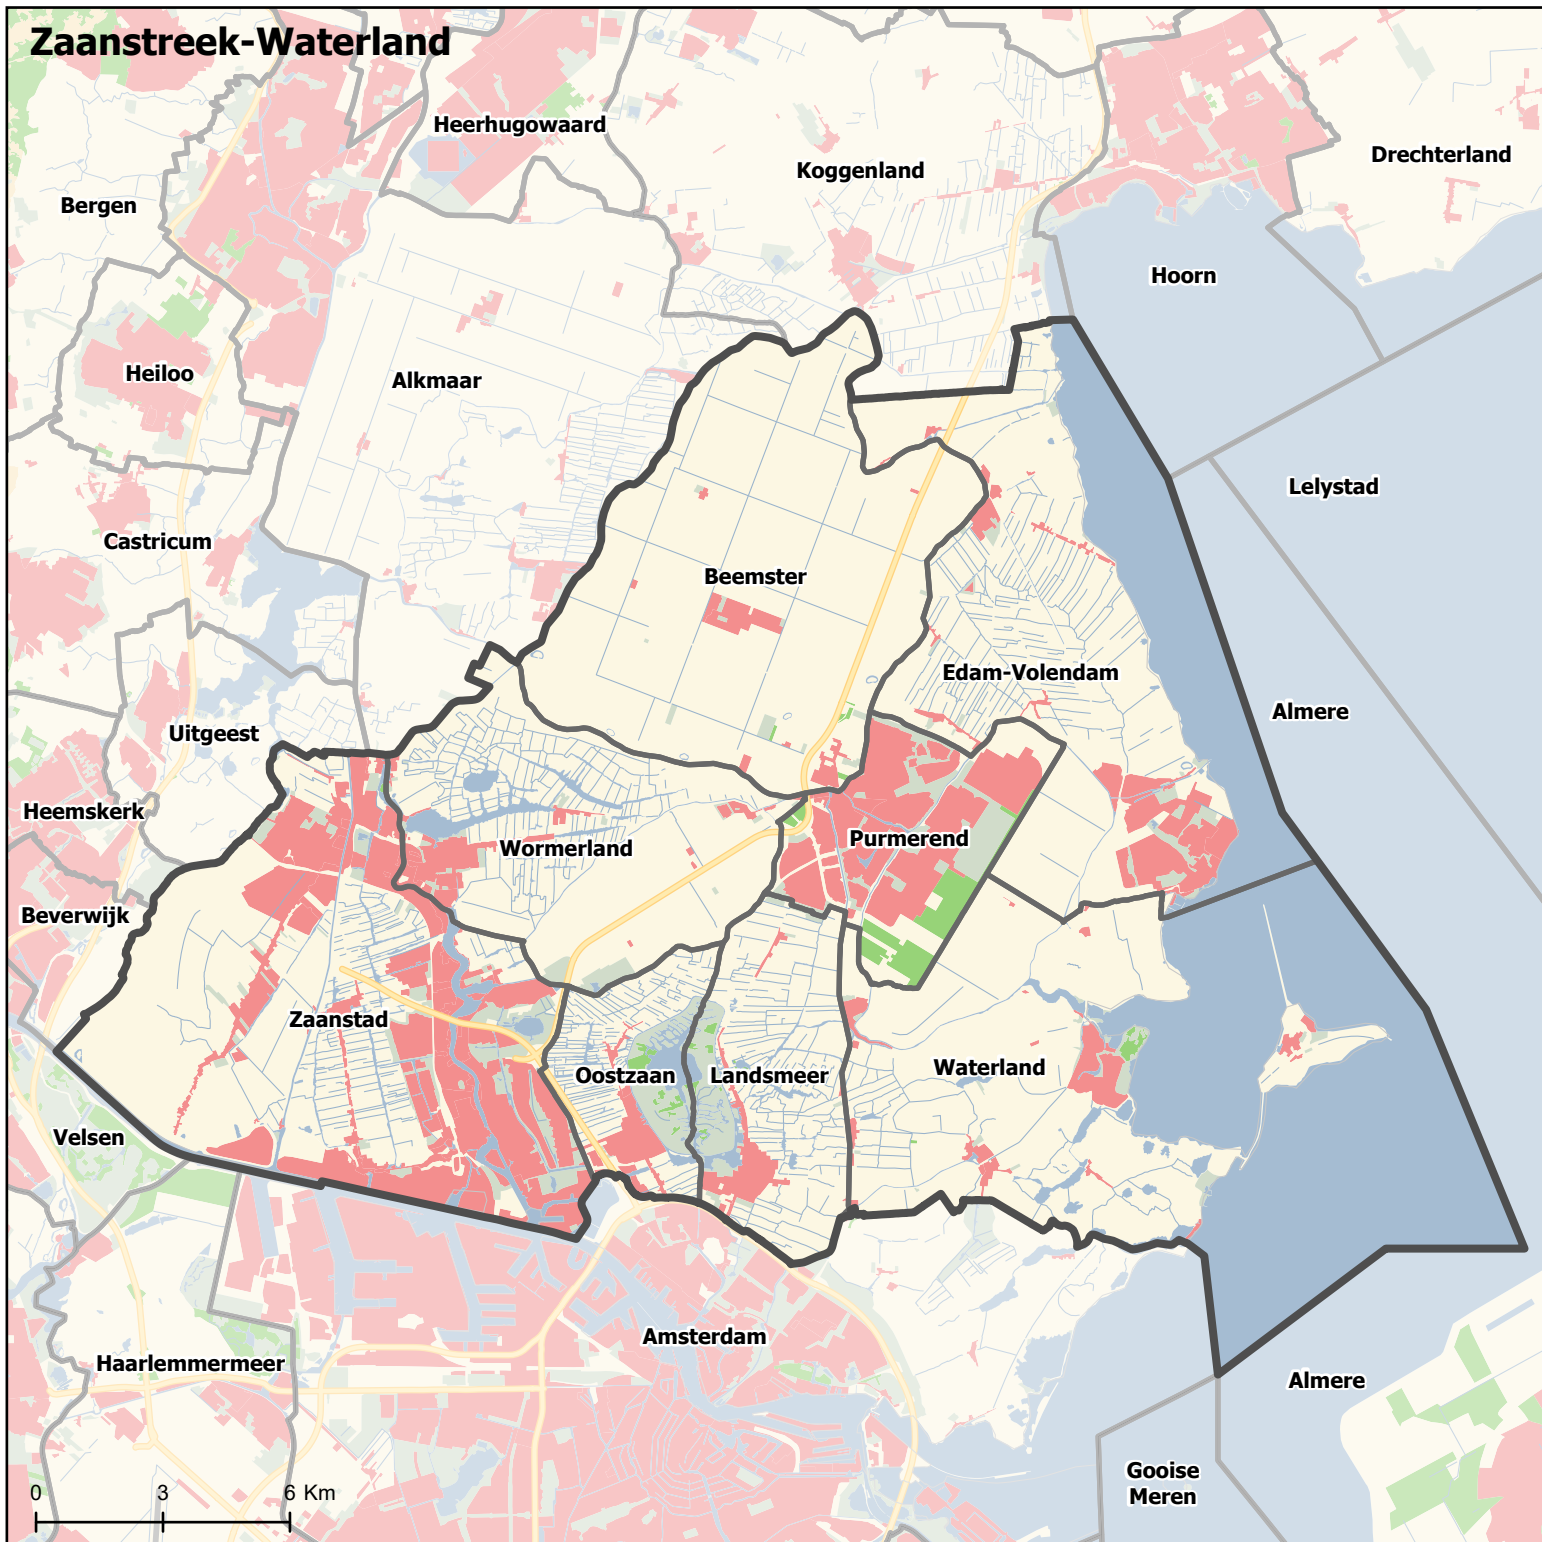 Zaanstreek-Waterland
Heerhugowaard
Drechterland
Koggenland
Bergen
Hoorn
Heiloo
Alkmaar
Lelystad
Castricum
Beemster
Edam-Volendam
Almere
Uitgeest
Heemskerk
Purmerend
Wormerland
Beverwijk
Zaanstad
Waterland
Oostzaan
Landsmeer
Velsen
Amsterdam
Haarlemmermeer
Almere
Gooise
Meren
0 3 6 Km